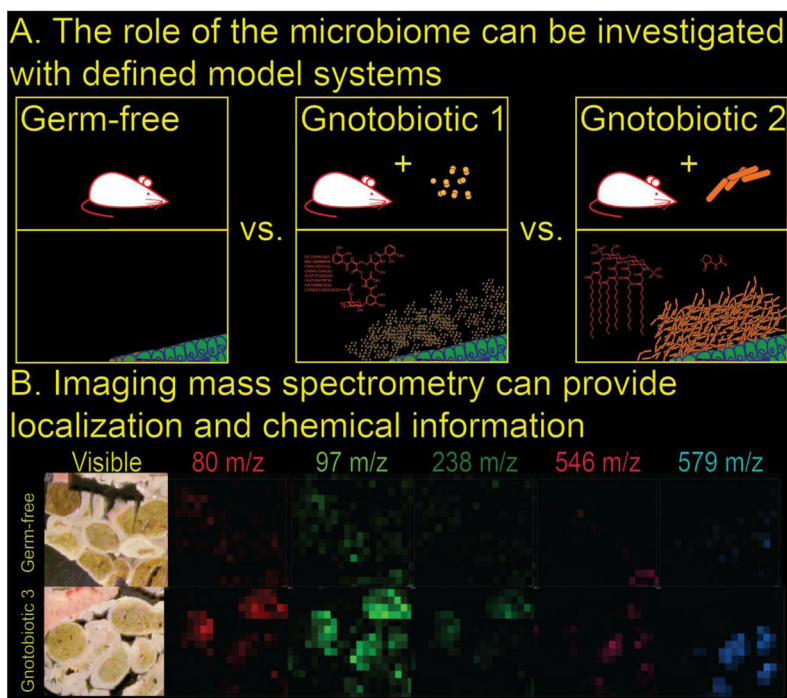 A. The role of the microbiome can be investigated
with defined model systems
Germ-free
Gnotobiotic 1
Gnotobiotic 2
+
+
vs.
vs.
B. Imaging mass spectrometry can provide
localization and chemical information
Visible
80 m/z
97 m/z
238 m/z
546 m/z
579 m/z
Germ-free
Gnotobiotic 3